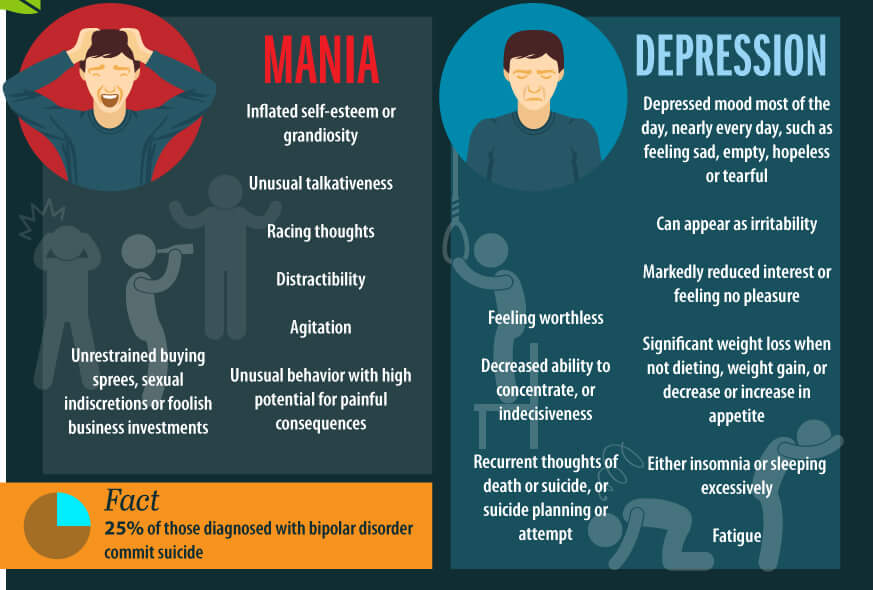 MANIA
Inflated self-esteem or
grandiosity
Unusual talkativeness
Racing thoughts
Distractibility
Agitation
Unusual behavior with high
potential for painful
consequences
Unrestrained buying
sprees, sexual
indiscretions or foolish
business investments
Fact
25% of those diagnosed with bipolar disorder
commit suicide
DEPRESSION
Depressed mood most of the
day, nearly every day, such as
feeling sad, empty, hopeless
or tearful
Can appear as irritability
Markedly reduced interest or
feeling no pleasure
Significant weight loss when
not dieting, weight gain, or
decrease or increase in
appetite
Either insomnia or sleeping
excessively
Fatigue
Feeling worthless
Decreased ability to
concentrate, or
indecisiveness
Recurrent thoughts of
death or suicide, or
suicide planning or
attempt